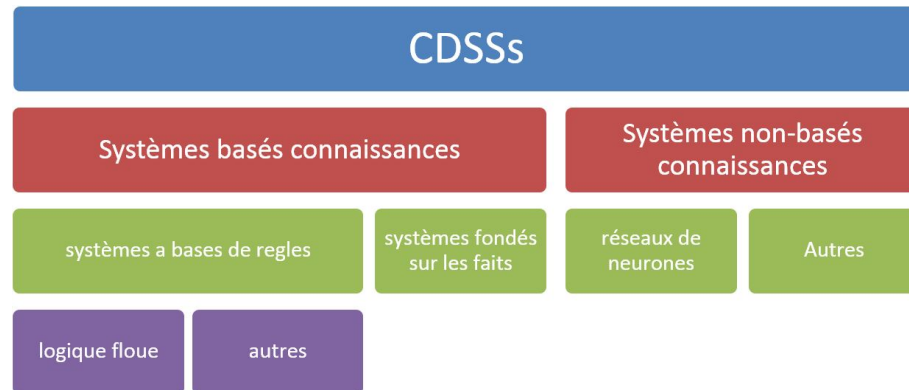 CDSSs
Systèmes basés connaissances
Systèmes non-basés
connaissances
systèmes a bases de regles
systèmes fondés
sur les faits
réseaux de
neurones
Autres
logique floue
autres